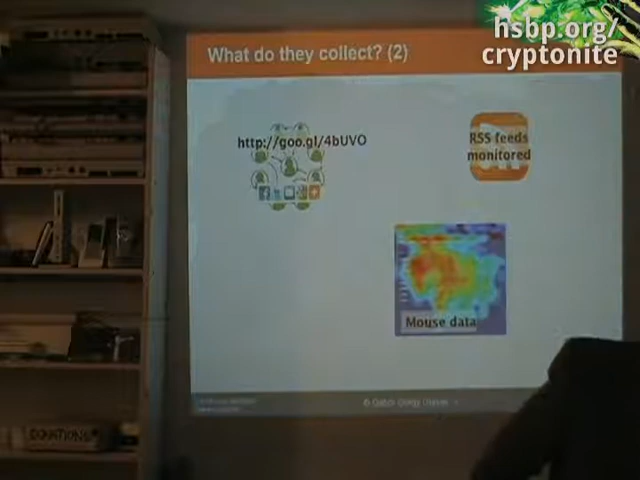 hsbp.org/
cryptonite
What do they collect? (2)
http://goo.gl/4bUVO
RSS feeds
monitored
Mouse data
DONATIONS